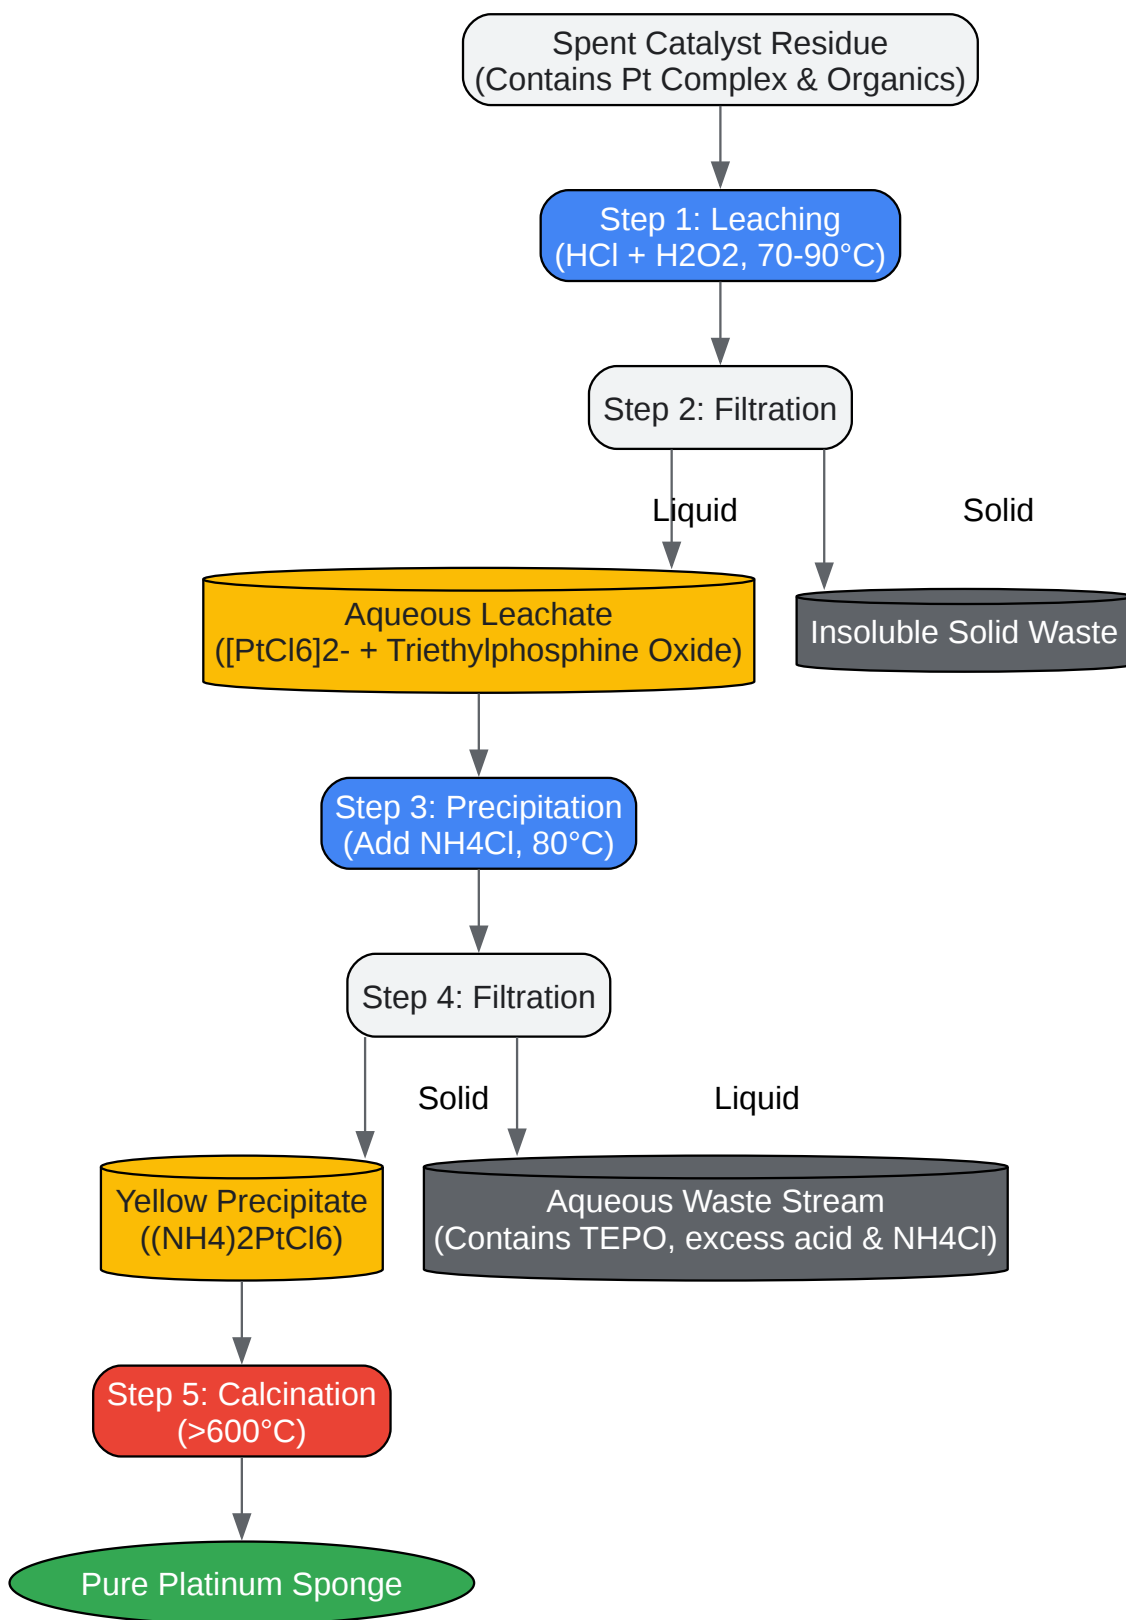 Spent Catalyst Residue
(Contains Pt Complex & Organics)
Step 1: Leaching
(HCl + H2O2, 70-90°C)
Step 2: Filtration
Liquid
Solid
Aqueous Leachate
([PtCl6]2- + Triethylphosphine Oxide)
Insoluble Solid Waste
Step 3: Precipitation
(Add NH4Cl, 80°C)
Step 4: Filtration
Solid
Liquid
Yellow Precipitate
((NH4)2PtCl6)
Aqueous Waste Stream
(Contains TEPO, excess acid & NH4Cl)
Step 5: Calcination
(>600°C)
Pure Platinum Sponge